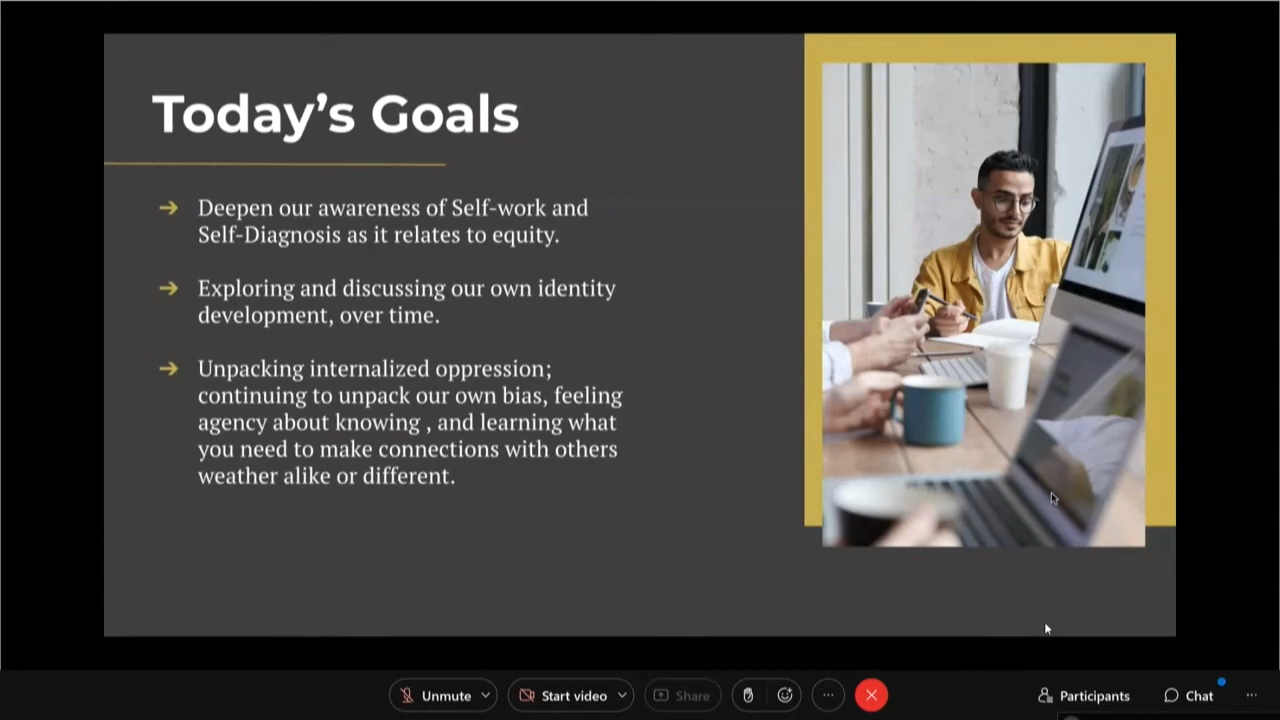 Today's Goals
➔ Deepen our awareness of Self-work and
Self-Diagnosis as it relates to equity.
➔ Exploring and discussing our own identity
development, over time.
➔ Unpacking internalized oppression;
continuing to unpack our own bias, feeling
agency about knowing , and learning what
you need to make connections with others
weather alike or different.
Unmute
Start video
Share
Participants
Chat